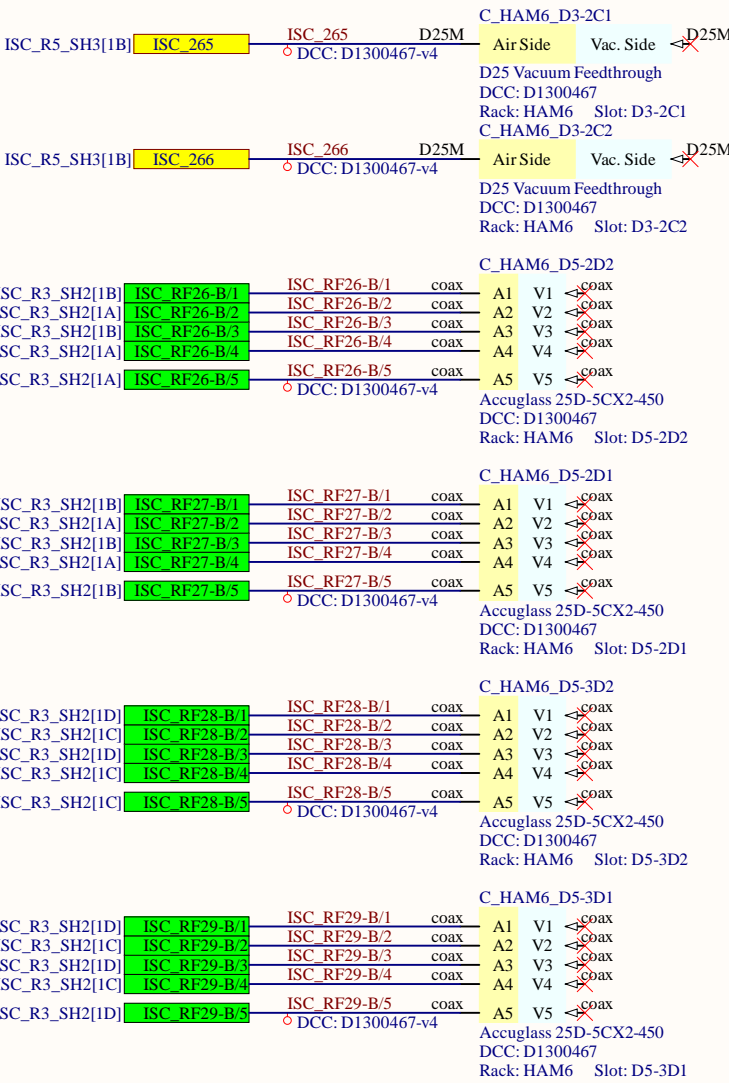 C_HAM6_D3-2C1
ISC_R5_SH3[1B] ISC_265 ISC_265 D25M Air Side Vac. Side D25M
DCC: D1300467-v4
D25 Vacuum Feedthrough
DCC: D1300467
Rack: HAM6 Slot: D3-2C1
C_HAM6_D3-2C2
ISC_R5_SH3[1B] ISC_266 ISC_266 D25M Air Side Vac. Side D25M
DCC: D1300467-v4
D25 Vacuum Feedthrough
DCC: D1300467
Rack: HAM6 Slot: D3-2C2
C_HAM6_D5-2D2
SC_R3_SH2[1B] ISC_RF26-B/1 ISC_RF26-B/1 coax A1 V1 coax
SC_R3_SH2[1A] ISC_RF26-B/2 ISC_RF26-B/2 coax A2 V2 coax
SC_R3_SH2[1B] ISC_RF26-B/3 ISC_RF26-B/3 coax A3 V3 coax
SC_R3_SH2[1A] ISC_RF26-B/4 ISC_RF26-B/4 coax A4 V4 coax
SC_R3_SH2[1A] ISC_RF26-B/5 ISC_RF26-B/5 coax A5 V5 coax
DCC: D1300467-v4
Accuglass 25D-5CX2-450
DCC: D1300467
Rack: HAM6 Slot: D5-2D2
C_HAM6_D5-2D1
SC_R3_SH2[1B] ISC_RF27-B/1 ISC_RF27-B/1 coax A1 V1 coax
SC_R3_SH2[1A] ISC_RF27-B/2 ISC_RF27-B/2 coax A2 V2 coax
SC_R3_SH2[1B] ISC_RF27-B/3 ISC_RF27-B/3 coax A3 V3 coax
SC_R3_SH2[1A] ISC_RF27-B/4 ISC_RF27-B/4 coax A4 V4 coax
SC_R3_SH2[1B] ISC_RF27-B/5 ISC_RF27-B/5 coax A5 V5 coax
DCC: D1300467-v4
Accuglass 25D-5CX2-450
DCC: D1300467
Rack: HAM6 Slot: D5-2D1
C_HAM6_D5-3D2
SC_R3_SH2[1D] ISC_RF28-B/1 ISC_RF28-B/1 coax A1 V1 coax
SC_R3_SH2[1C] ISC_RF28-B/2 ISC_RF28-B/2 coax A2 V2 coax
SC_R3_SH2[1D] ISC_RF28-B/3 ISC_RF28-B/3 coax A3 V3 coax
SC_R3_SH2[1C] ISC_RF28-B/4 ISC_RF28-B/4 coax A4 V4 coax
SC_R3_SH2[1C] ISC_RF28-B/5 ISC_RF28-B/5 coax A5 V5 coax
DCC: D1300467-v4
Accuglass 25D-5CX2-450
DCC: D1300467
Rack: HAM6 Slot: D5-3D2
C_HAM6_D5-3D1
SC_R3_SH2[1D] ISC_RF29-B/1 ISC_RF29-B/1 coax A1 V1 coax
SC_R3_SH2[1C] ISC_RF29-B/2 ISC_RF29-B/2 coax A2 V2 coax
SC_R3_SH2[1D] ISC_RF29-B/3 ISC_RF29-B/3 coax A3 V3 coax
SC_R3_SH2[1C] ISC_RF29-B/4 ISC_RF29-B/4 coax A4 V4 coax
SC_R3_SH2[1D] ISC_RF29-B/5 ISC_RF29-B/5 coax A5 V5 coax
DCC: D1300467-v4
Accuglass 25D-5CX2-450
DCC: D1300467
Rack: HAM6 Slot: D5-3D1